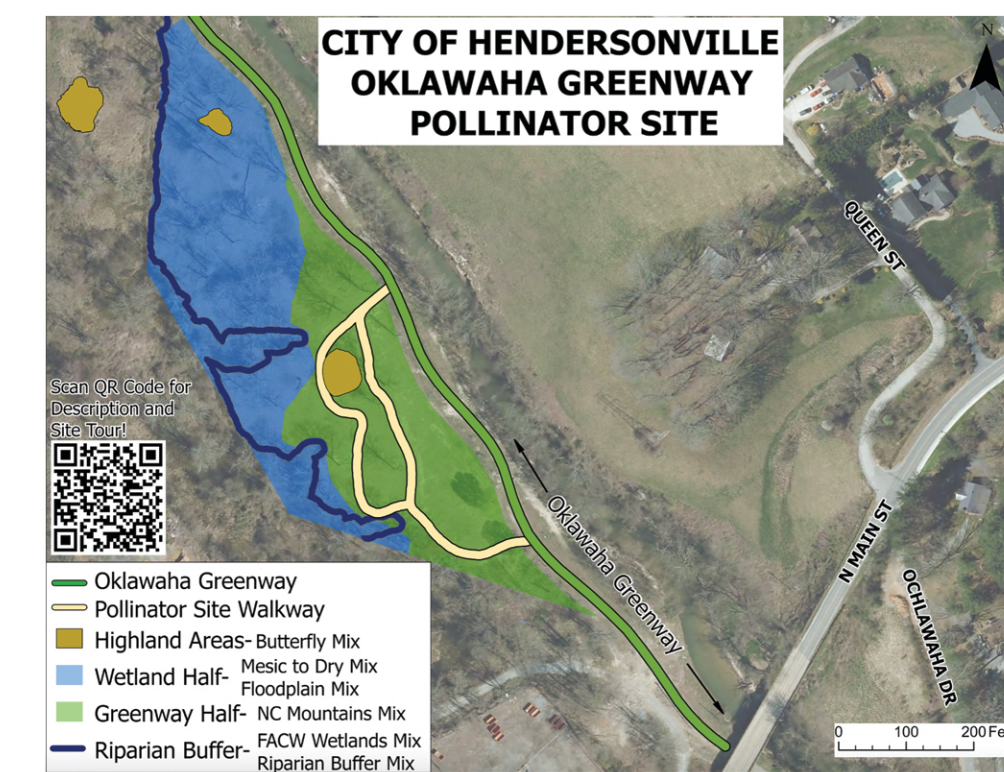 CITY OF HENDERSONVILLE
OKLAWAHA GREENWAY
POLLINATOR SITE
N
QUEEN ST
Scan QR Code for
Description and
Site Tour!
Oklawaha Greenway
N MAIN ST
OCHLAWAHA DR
Oklawaha Greenway
Pollinator Site Walkway
Highland Areas- Butterfly Mix
Wetland Half- Mesic to Dry Mix
Floodplain Mix
Greenway Half- NC Mountains Mix
Riparian Buffer- FACW Wetlands Mix
Riparian Buffer Mix
0 100 200 Fe